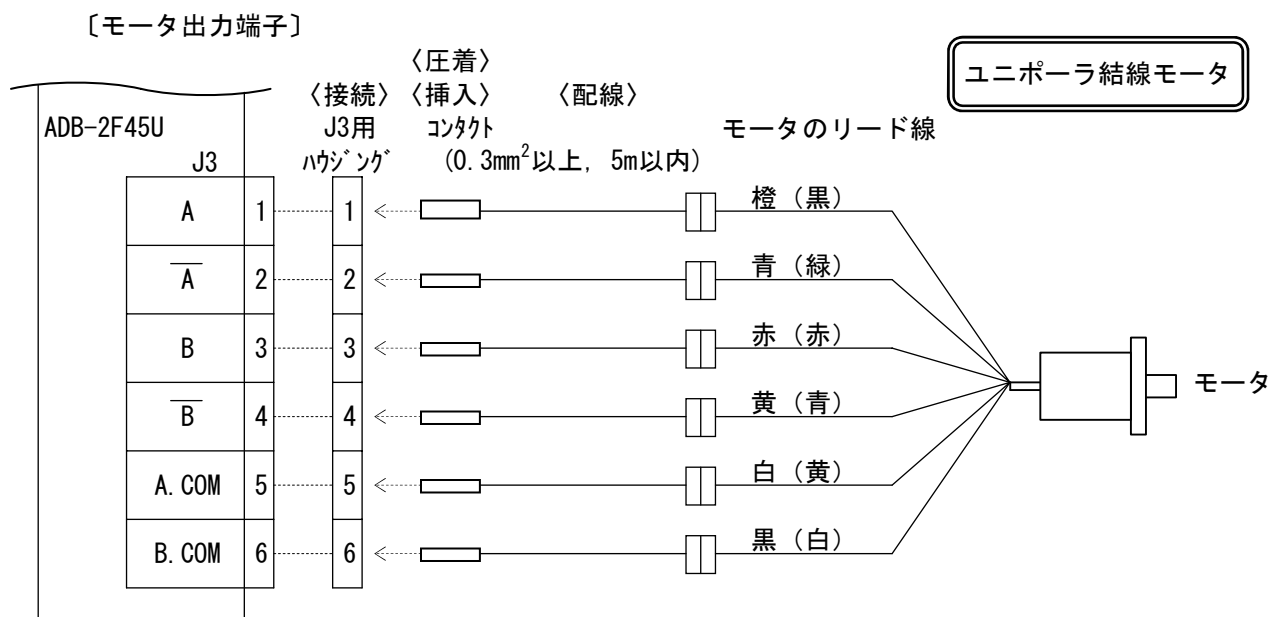 〔モータ出力端子〕
ユニポーラ結線モータ
〈圧着〉
〈接続〉〈挿入〉 〈配線〉
ADB-2F45U J3用 ｺﾝﾀｸﾄ モータのリード線
J3 ﾊｳｼﾞﾝｸﾞ (0.3mm²以上, 5m以内)
A 1 1 橙（黒）
A̅ 2 2 青（緑）
B 3 3 赤（赤）
B̅ 4 4 黄（青）
モータ
A.COM 5 5 白（黄）
B.COM 6 6 黒（白）